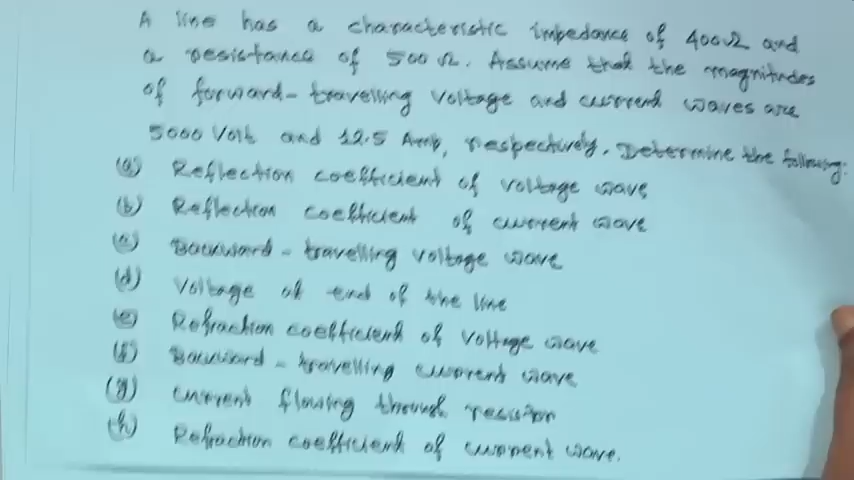 A line has a characteristic impedance of 400Ω and
a resistance of 500 Ω. Assume that the magnitudes
of forward-travelling voltage and current waves are
5000 Volt and 12.5 Amp, respectively. Determine the following:
(a) Reflection coefficient of voltage wave
(b) Reflection coefficient of current wave
(c) Backward-travelling voltage wave
(d) Voltage at end of the line
(e) Refraction coefficient of voltage wave
(f) Backward-travelling current wave
(g) Current flowing through resistor
(h) Refraction coefficient of current wave.